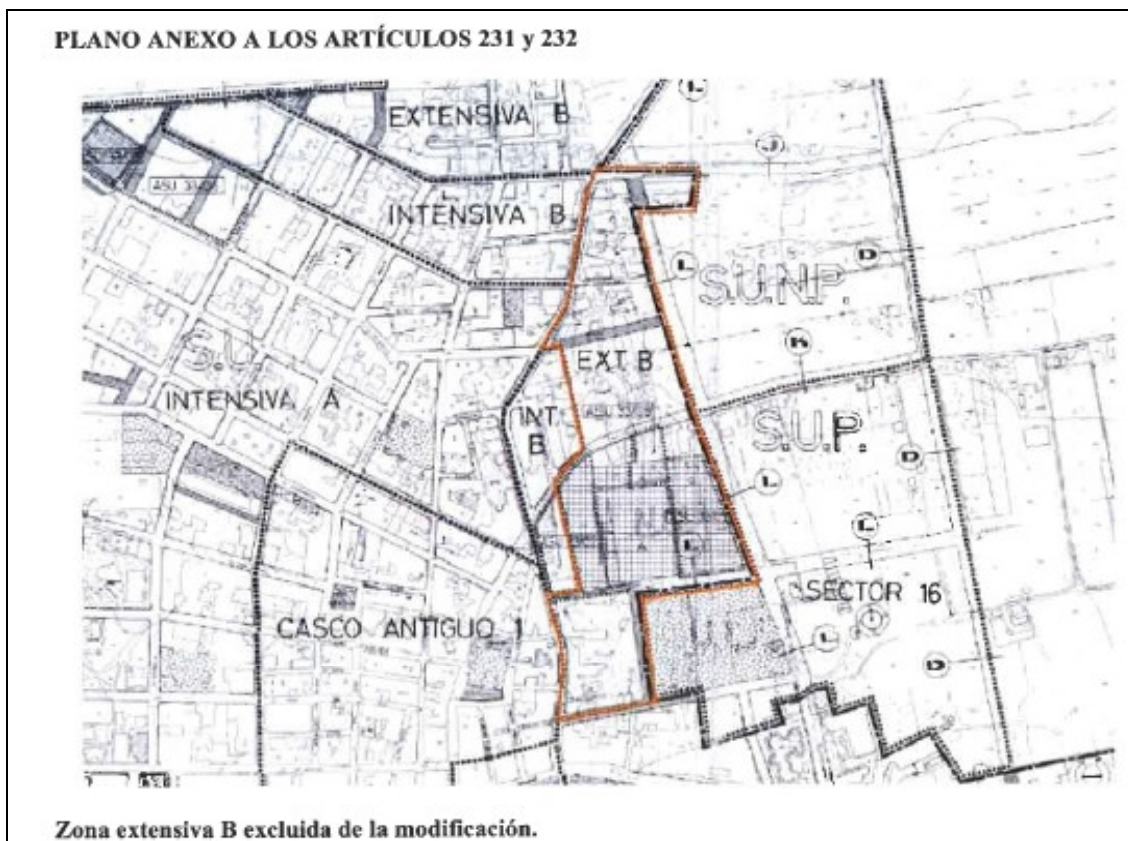 PLANO ANEXO A LOS ARTÍCULOS 231 y 232
EXTENSIVA B
L
J
INTENSIVA B
L
D
S.U.N.P.
K
S.U.
EXT. B
INTENSIVA A
INT.
B
S.U.P.
D
L
L
SECTOR 16
CASCO ANTIGUO 1
L
D
Zona extensiva B excluida de la modificación.